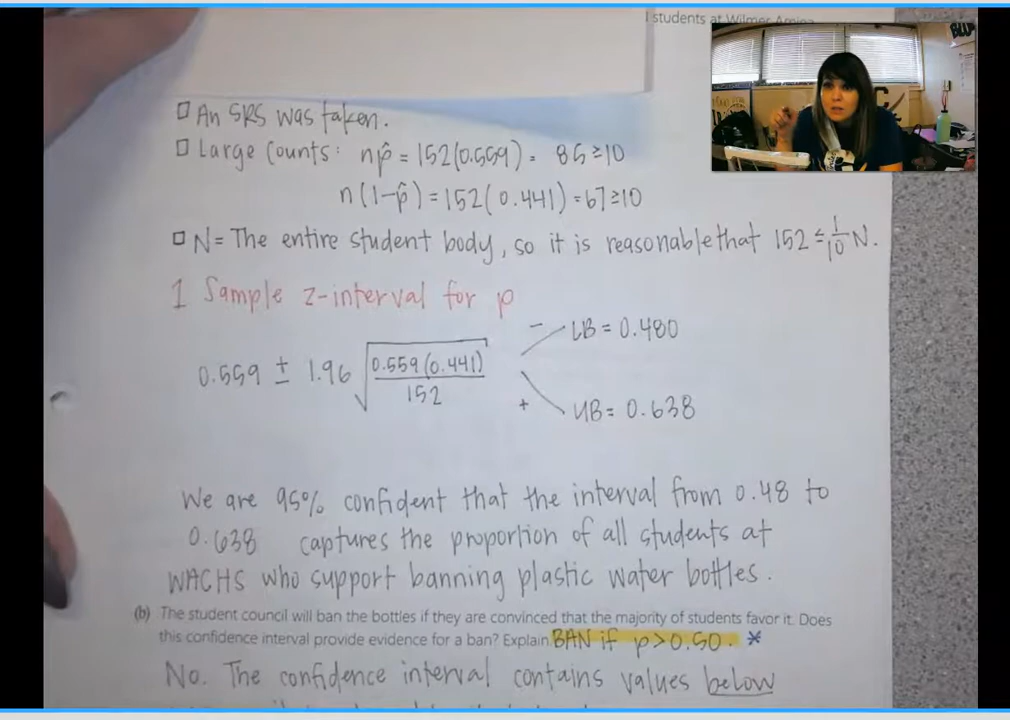 l students at Wilmer Amina
□ An SRS was taken.
□ Large Counts: np̂ = 152(0.559) = 85 ≥ 10
n(1-p̂) = 152(0.441) = 67 ≥ 10
□ N = The entire student body, so it is reasonable that 152 ≤ 1/10 N.
1 Sample z-interval for p
0.559 ± 1.96 √(0.559(0.441)/152)
- LB = 0.480
+ UB = 0.638
We are 95% confident that the interval from 0.48 to
0.638 captures the proportion of all students at
WACHS who support banning plastic water bottles.
(b) The student council will ban the bottles if they are convinced that the majority of students favor it. Does
this confidence interval provide evidence for a ban? Explain. BAN if p > 0.50. *
No. The confidence interval contains values below